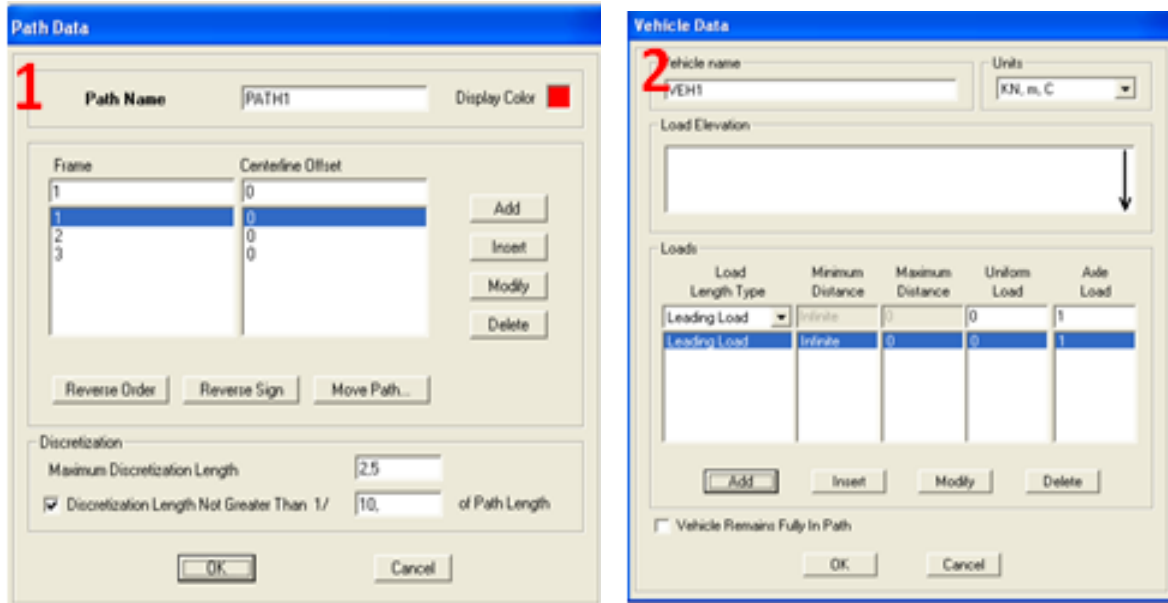 Path Data
1
Path Name PATH1 Display Color
Frame Centerline Offset
1 0
1 0
2 0
3 0
Add
Insert
Modify
Delete
Reverse Order Reverse Sign Move Path...
Discretization
Maximum Discretization Length 2,5
Discretization Length Not Greater Than 1/ 10, of Path Length
OK Cancel
Vehicle Data
2
Vehicle name Units
VEH1 KN, m, C
Load Elevation
Loads
Load Length Type Minimum Distance Maximum Distance Uniform Load Axle Load
Leading Load Infinite 0 0 1
Leading Load Infinite 0 0 1
Add Insert Modify Delete
Vehicle Remains Fully In Path
OK Cancel